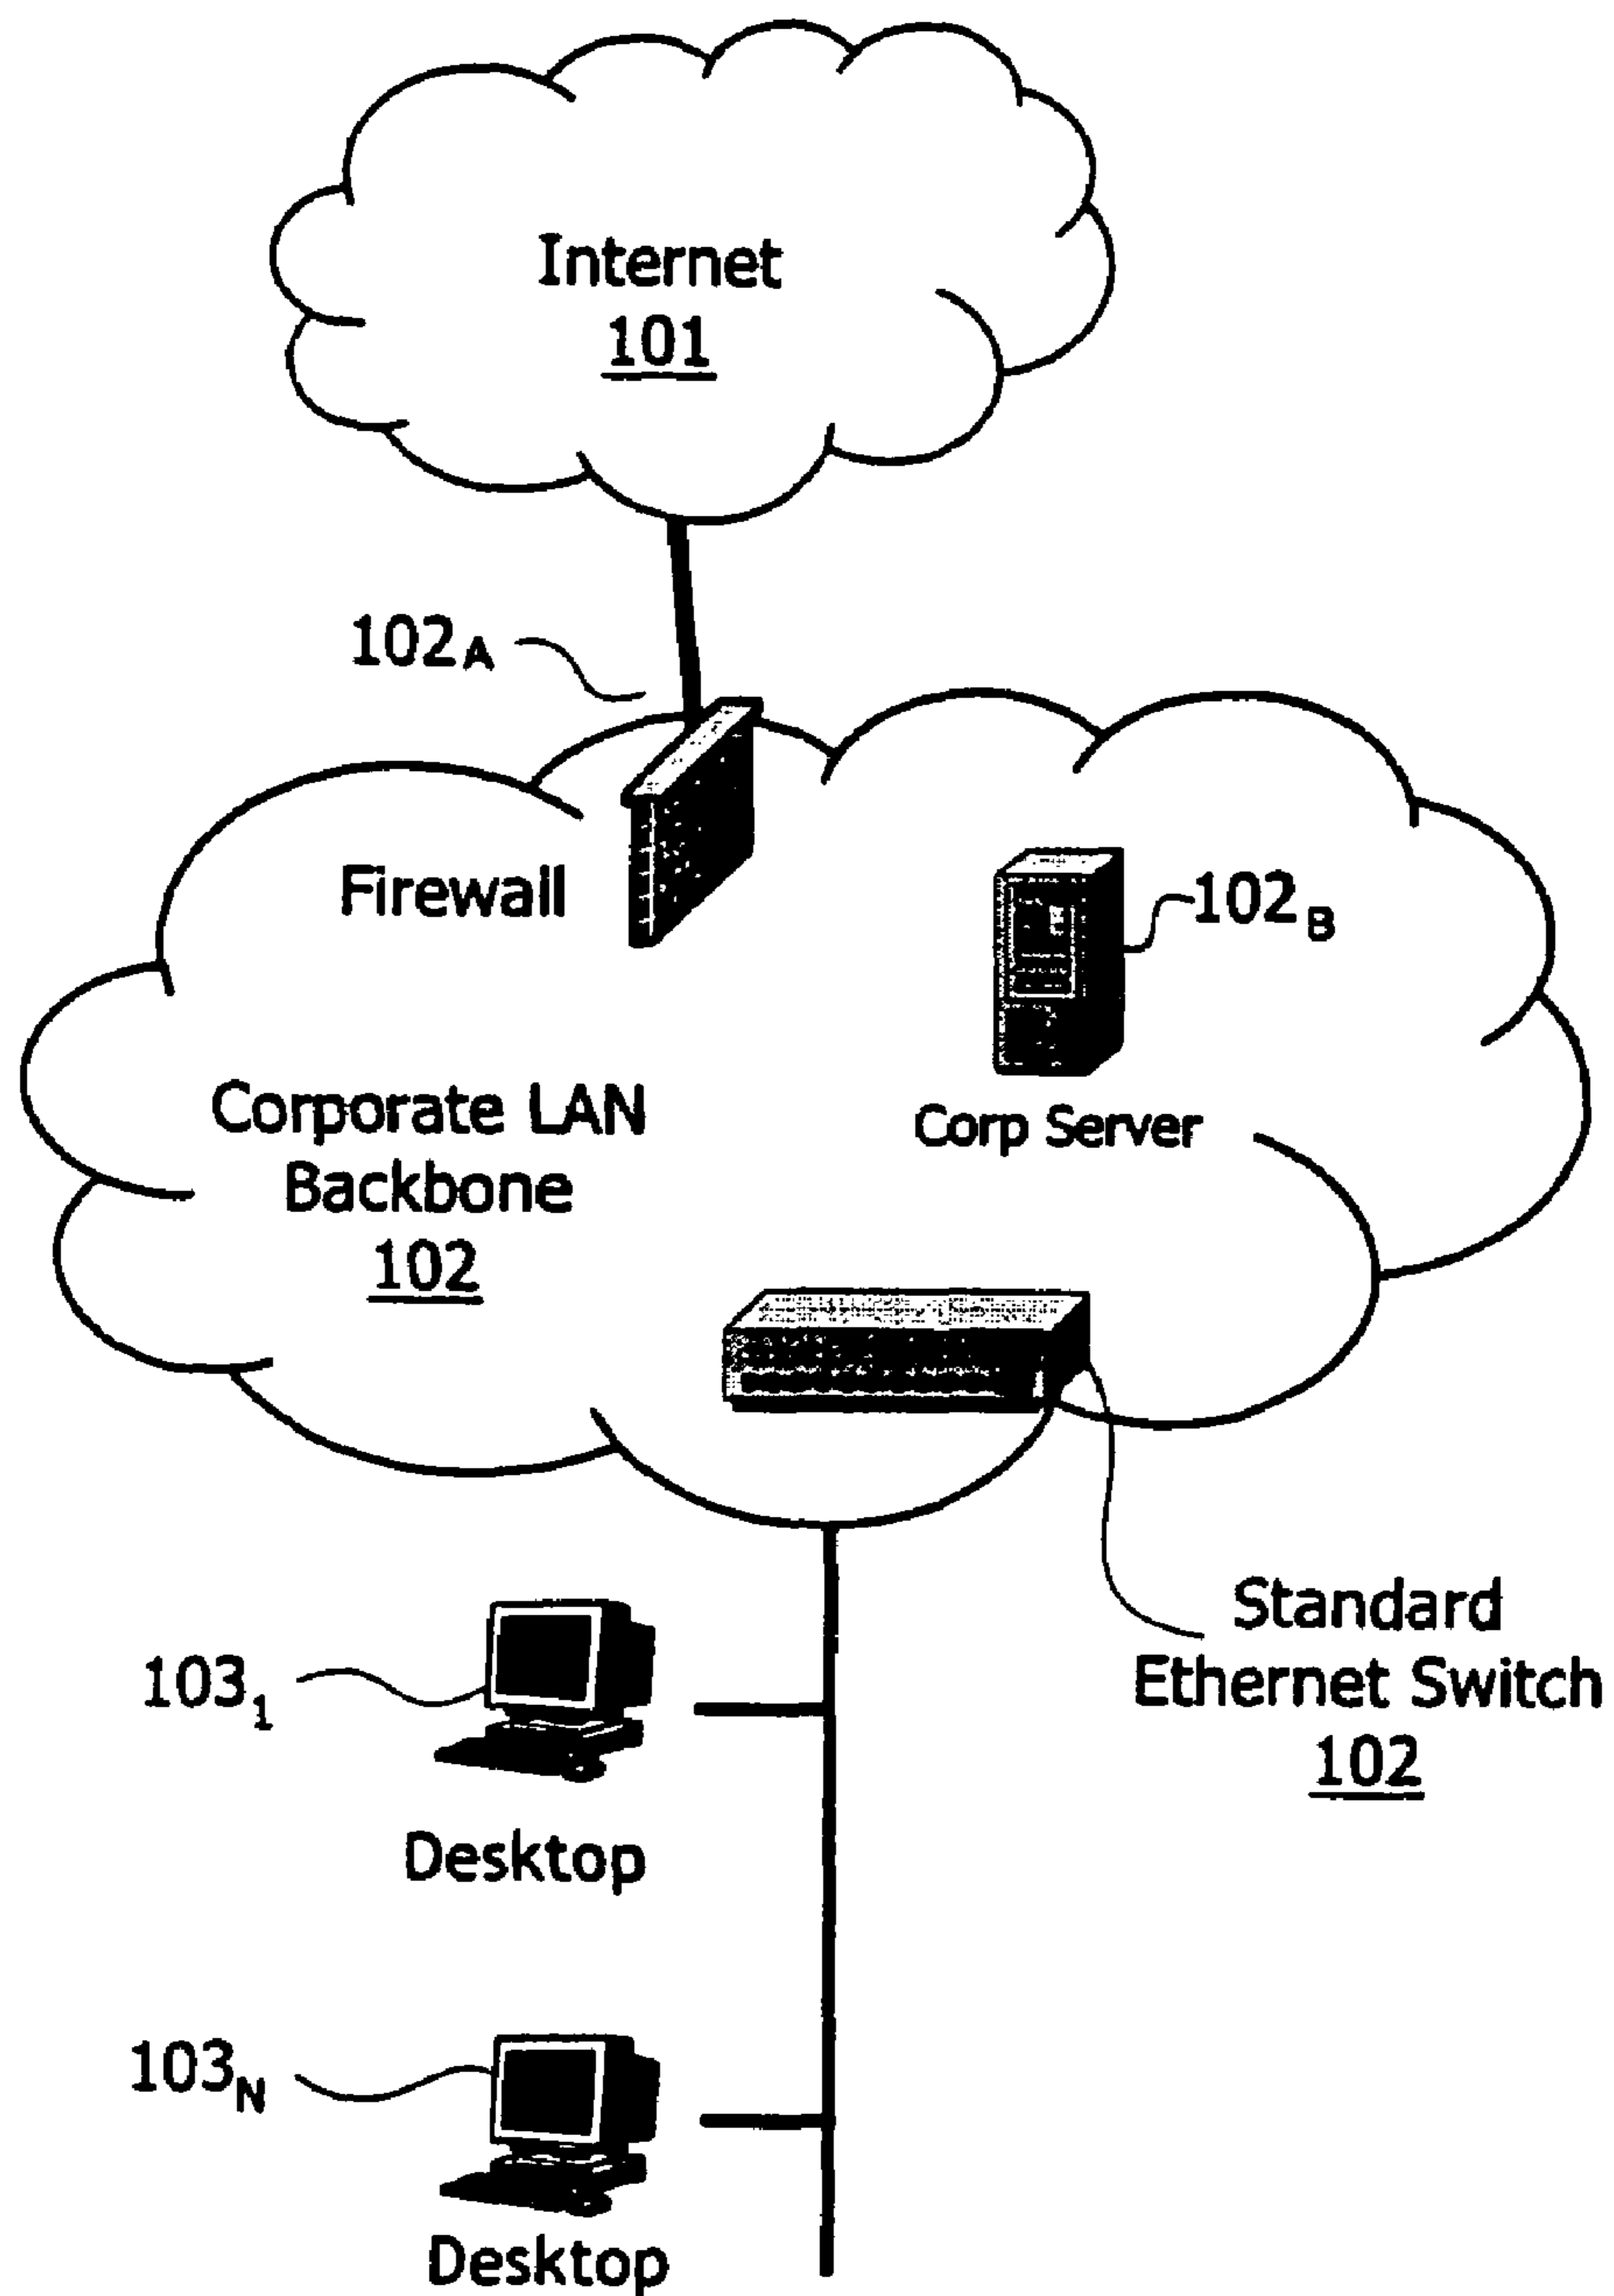 Internet
101
102A
Firewall
102B
Corporate LAN
Backbone
102
Corp Server
Standard
Ethernet Switch
102
1031
Desktop
103N
Desktop